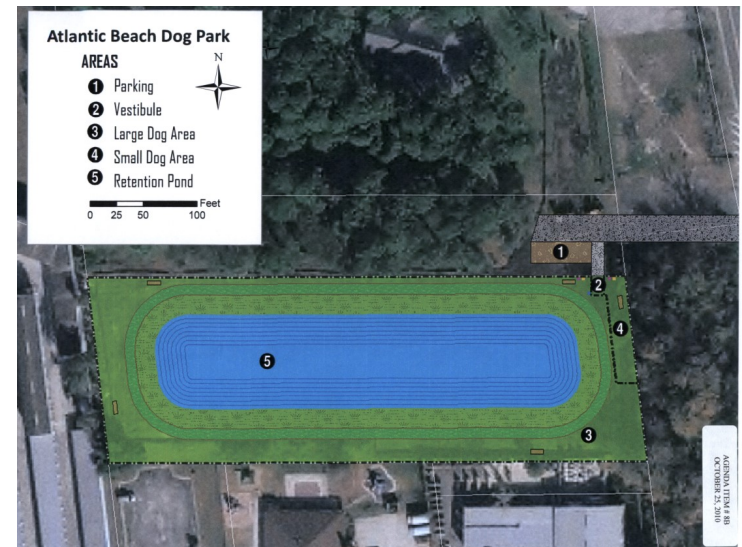 Atlantic Beach Dog Park
AREAS
1 Parking
2 Vestibule
3 Large Dog Area
4 Small Dog Area
5 Retention Pond
N
Feet
0 25 50 100
1
2
4
5
3
AGENDA ITEM # 8B
OCTOBER 25, 2010